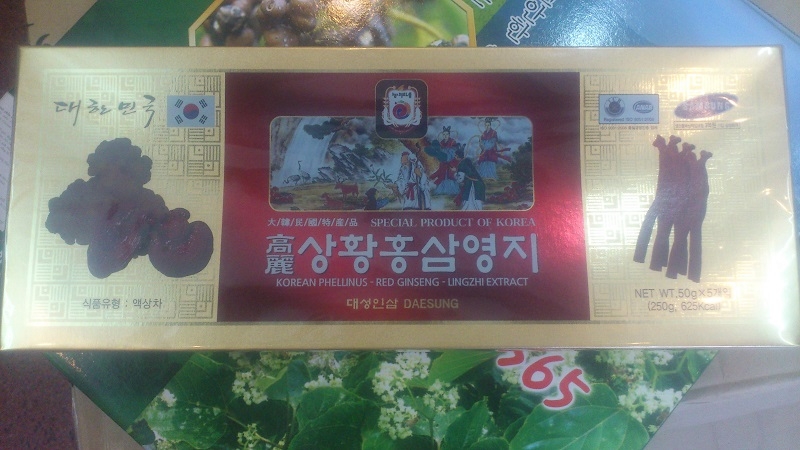 대한민국
大/韓/民/國/特/産/品 SPECIAL PRODUCT OF KOREA
高麗 상황홍삼영지
KOREAN PHELLINUS - RED GINSENG - LINGZHI EXTRACT
대성인삼 DAESUNG
식품유형 : 액상차
NET WT. 50g×5개입
(250g, 625Kcal)
365